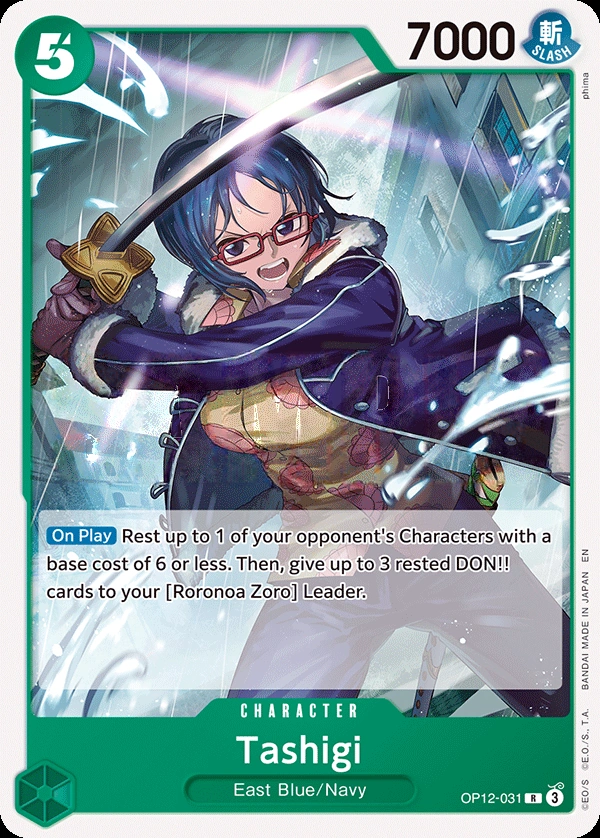 5
7000
斬
SLASH
phima
On Play Rest up to 1 of your opponent's Characters with a
base cost of 6 or less. Then, give up to 3 rested DON!!
cards to your [Roronoa Zoro] Leader.
CHARACTER
Tashigi
East Blue/Navy
OP12-031 R 3
©E.O/S ©E.O./S., T.A. BANDAI MADE IN JAPAN EN